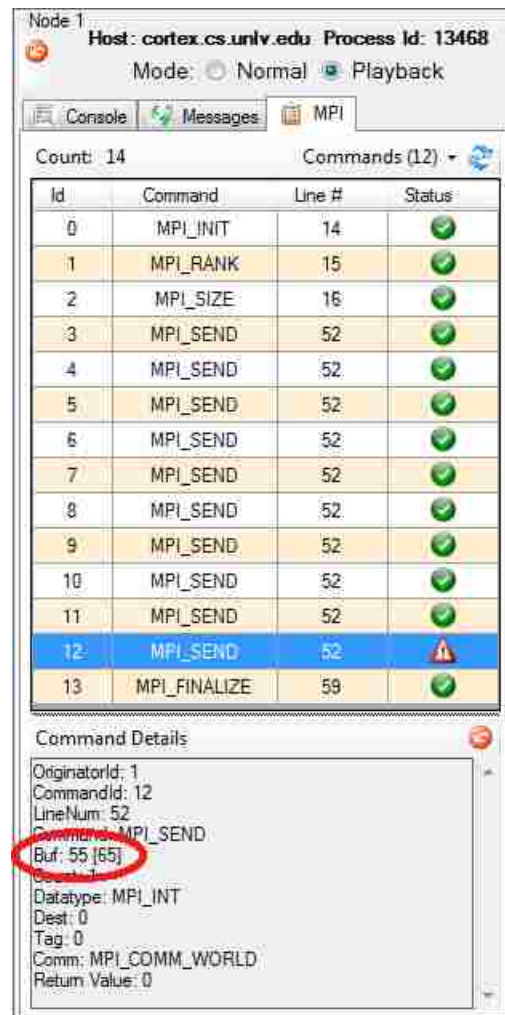 Node 1
Host: cortex.cs.unlv.edu Process Id: 13468
Mode: Normal Playback
Console Messages MPI
Count: 14 Commands (12)
Id Command Line # Status
0 MPI_INIT 14
1 MPI_RANK 15
2 MPI_SIZE 16
3 MPI_SEND 52
4 MPI_SEND 52
5 MPI_SEND 52
6 MPI_SEND 52
7 MPI_SEND 52
8 MPI_SEND 52
9 MPI_SEND 52
10 MPI_SEND 52
11 MPI_SEND 52
12 MPI_SEND 52
13 MPI_FINALIZE 59
Command Details
OriginatorId: 1
CommandId: 12
LineNum: 52
Command: MPI_SEND
Buf: 55 [65]
Count: 1
Datatype: MPI_INT
Dest: 0
Tag: 0
Comm: MPI_COMM_WORLD
Return Value: 0